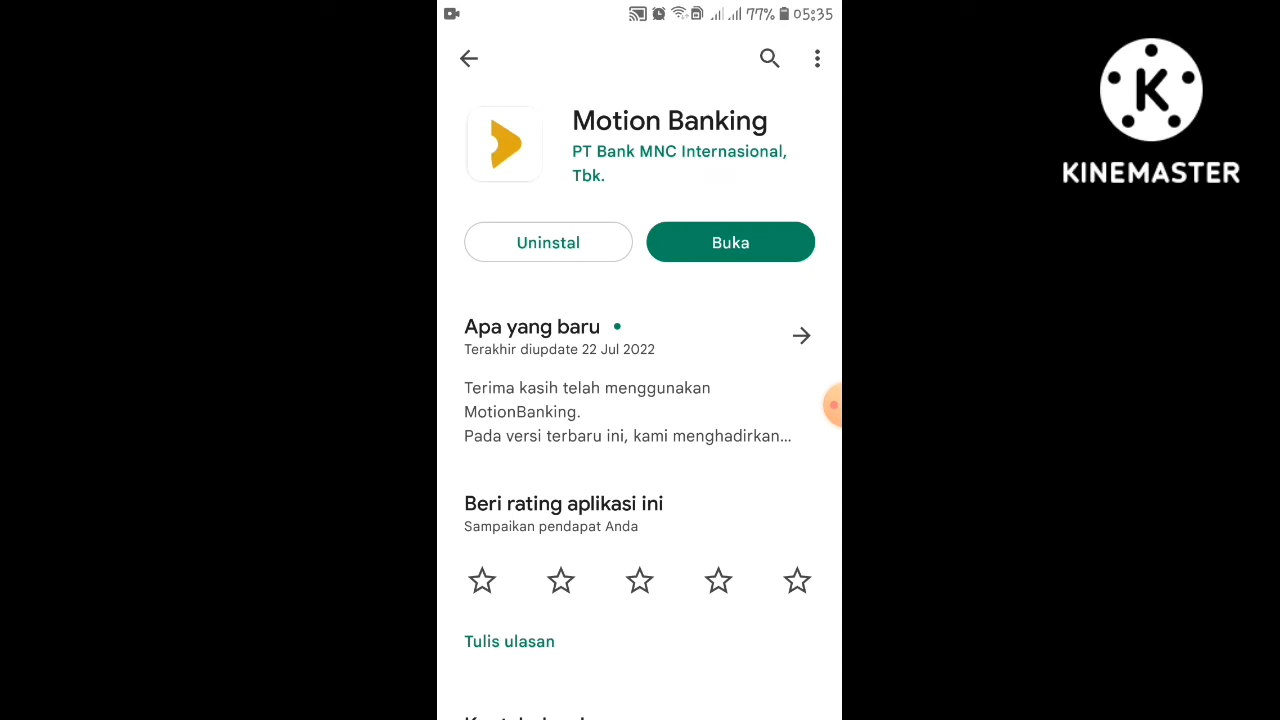 77% 05:35
Motion Banking
PT Bank MNC Internasional,
Tbk.
Uninstal
Buka
Apa yang baru
Terakhir diupdate 22 Jul 2022
Terima kasih telah menggunakan
MotionBanking.
Pada versi terbaru ini, kami menghadirkan...
Beri rating aplikasi ini
Sampaikan pendapat Anda
Tulis ulasan
K
KINEMASTER